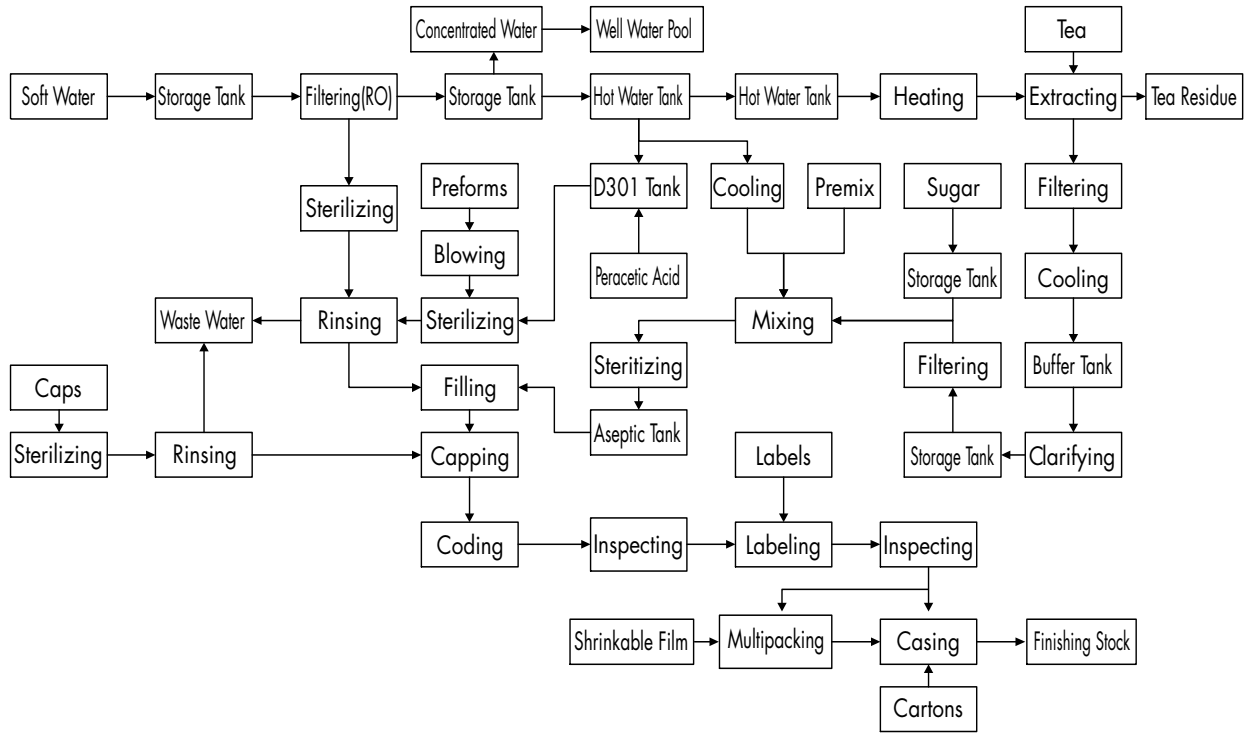 Concentrated Water
Well Water Pool
Tea
Soft Water
Storage Tank
Filtering(RO)
Storage Tank
Hot Water Tank
Hot Water Tank
Heating
Extracting
Tea Residue
Preforms
D301 Tank
Cooling
Premix
Sugar
Filtering
Sterilizing
Blowing
Peracetic Acid
Storage Tank
Cooling
Waste Water
Rinsing
Sterilizing
Mixing
Caps
Filling
Steritizing
Filtering
Buffer Tank
Sterilizing
Rinsing
Capping
Aseptic Tank
Labels
Storage Tank
Clarifying
Coding
Inspecting
Labeling
Inspecting
Shrinkable Film
Multipacking
Casing
Finishing Stock
Cartons